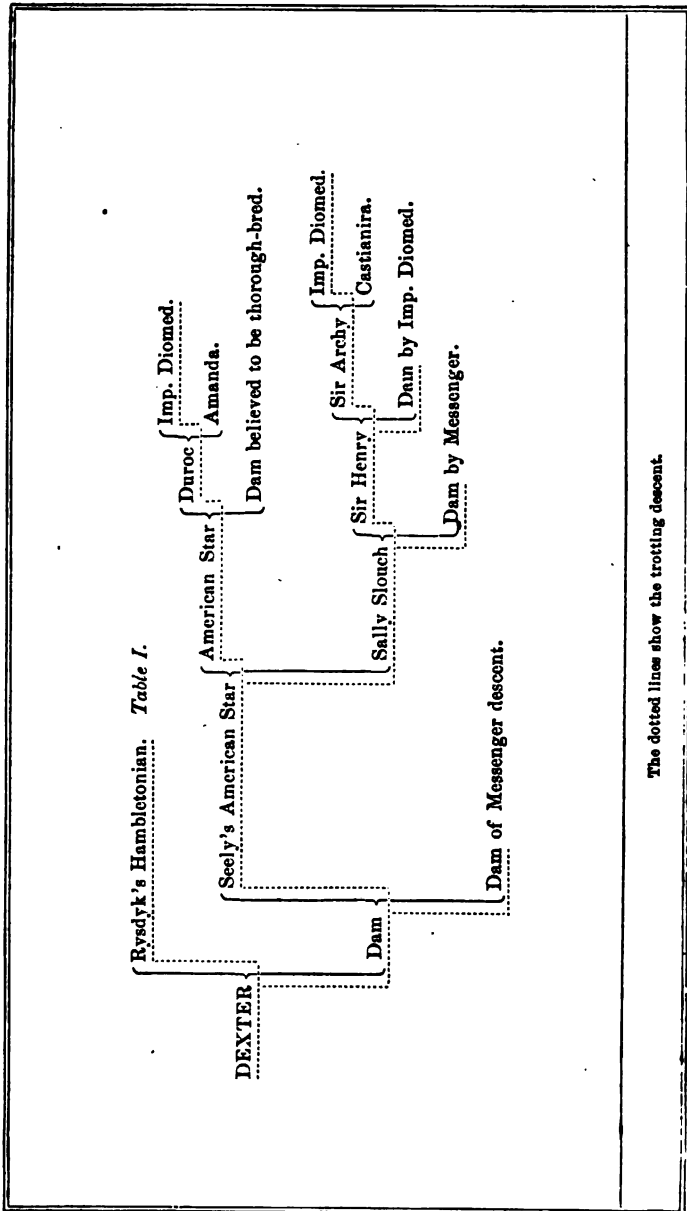 Rysdyk's Hambletonian. Table I.
DEXTER
Dam
Seely's American Star
Dam of Messenger descent.
American Star
Sally Slouch
Duroc
Dam believed to be thorough-bred.
Imp. Diomed.
Amanda.
Sir Henry
Dam by Messenger.
Sir Archy
Dam by Imp. Diomed.
Imp. Diomed.
Castianira.
The dotted lines show the trotting descent.